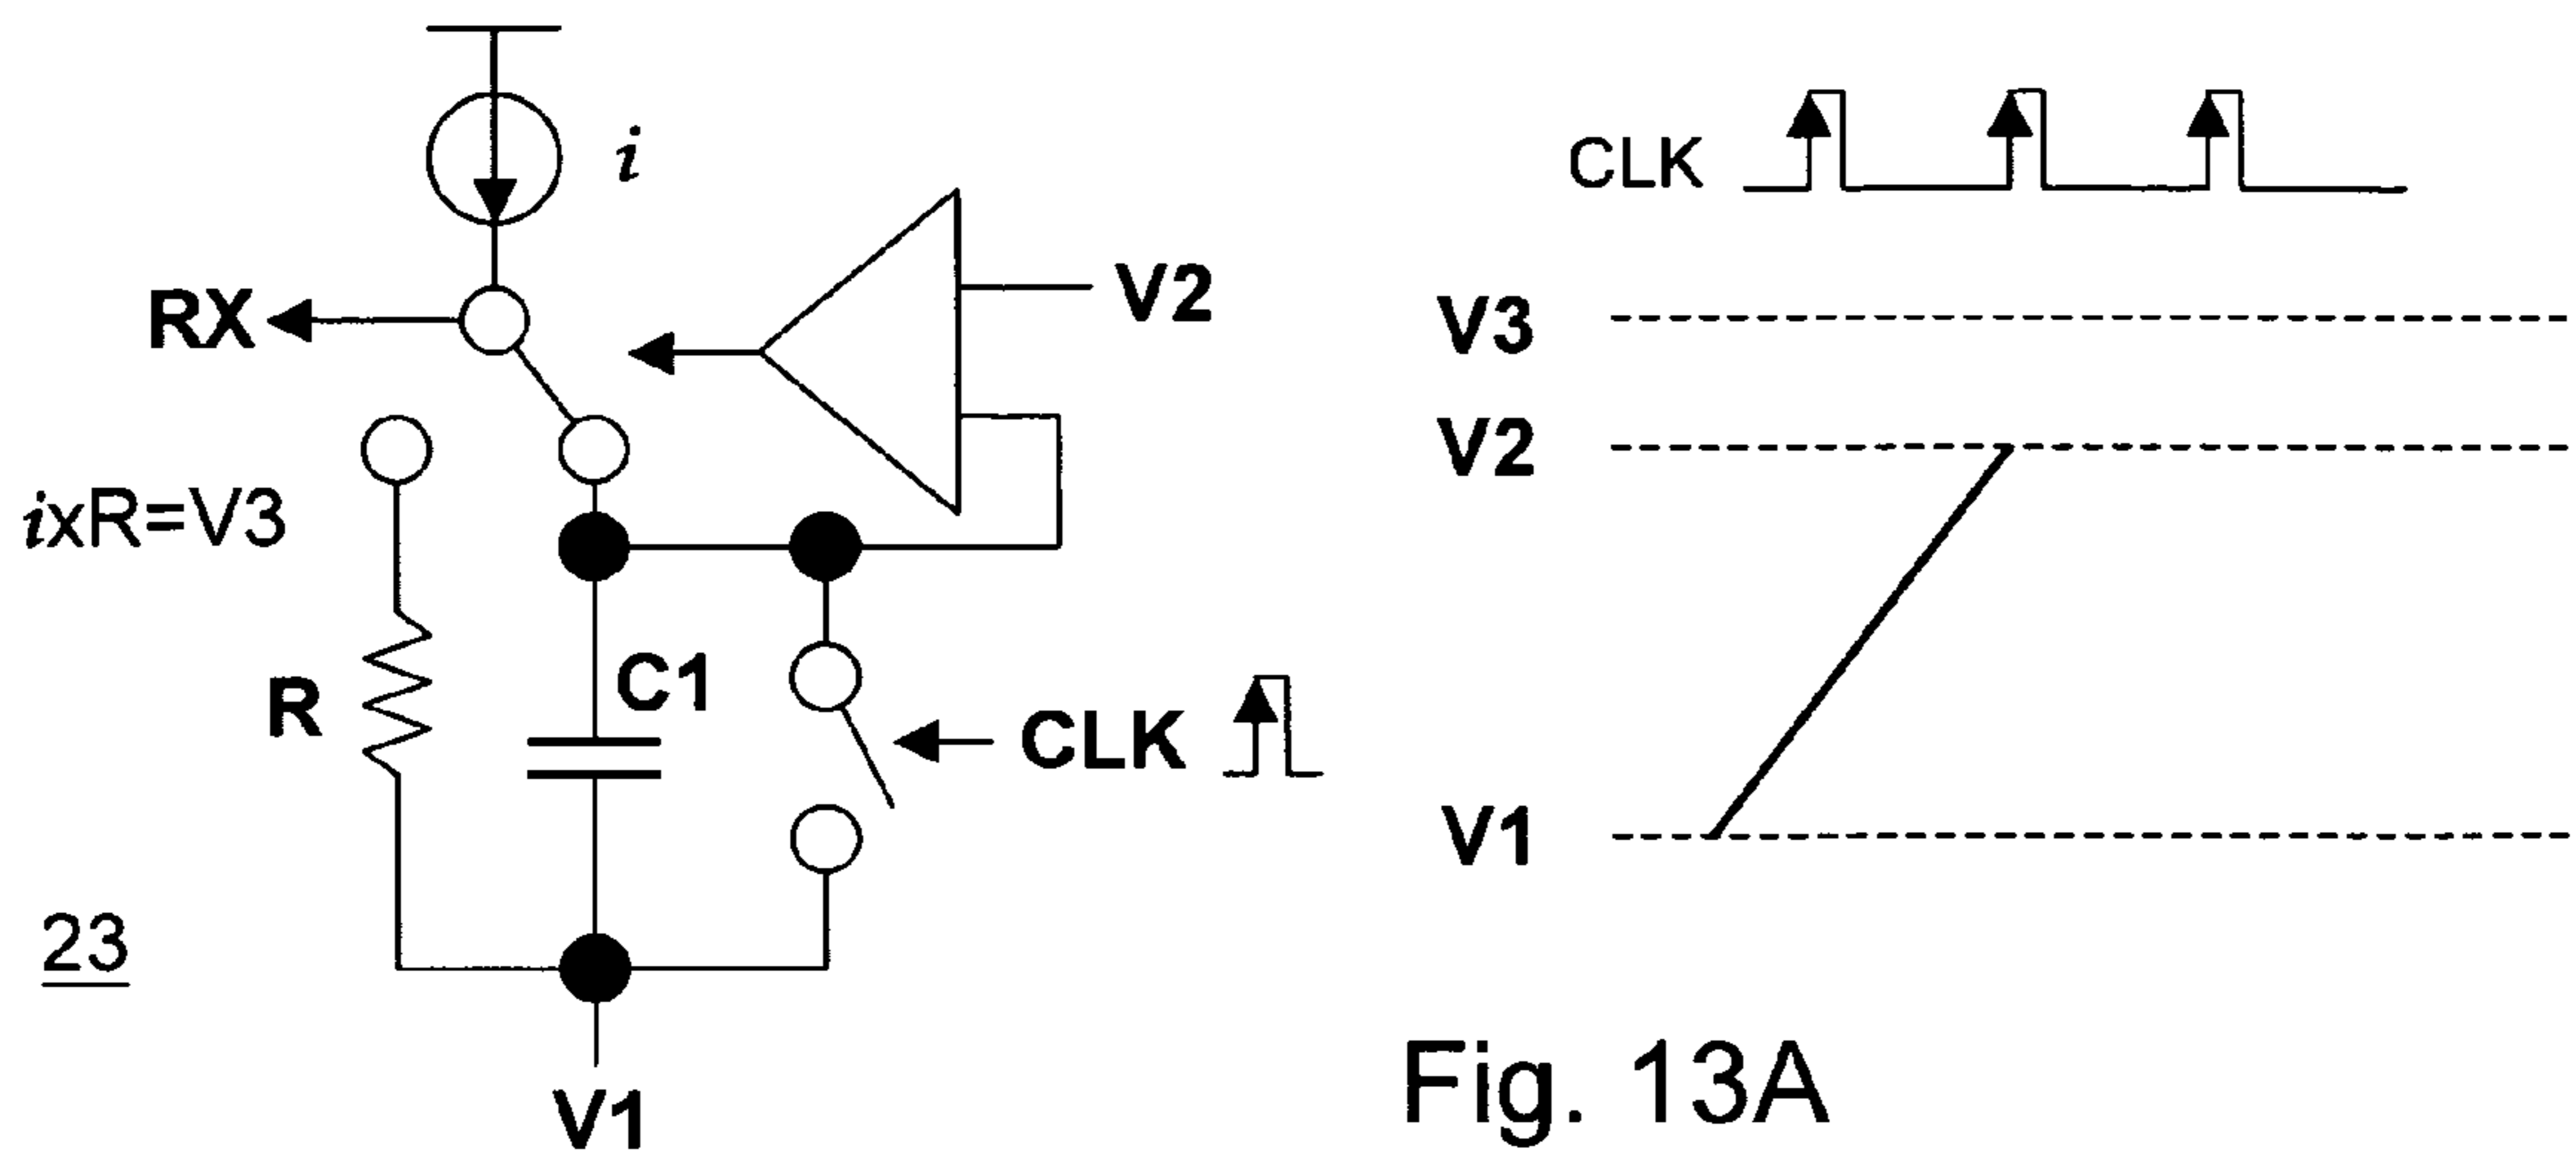 i
CLK
RX
V2
V3
V2
ixR=V3
R
C1
CLK
V1
23
V1
Fig. 13A